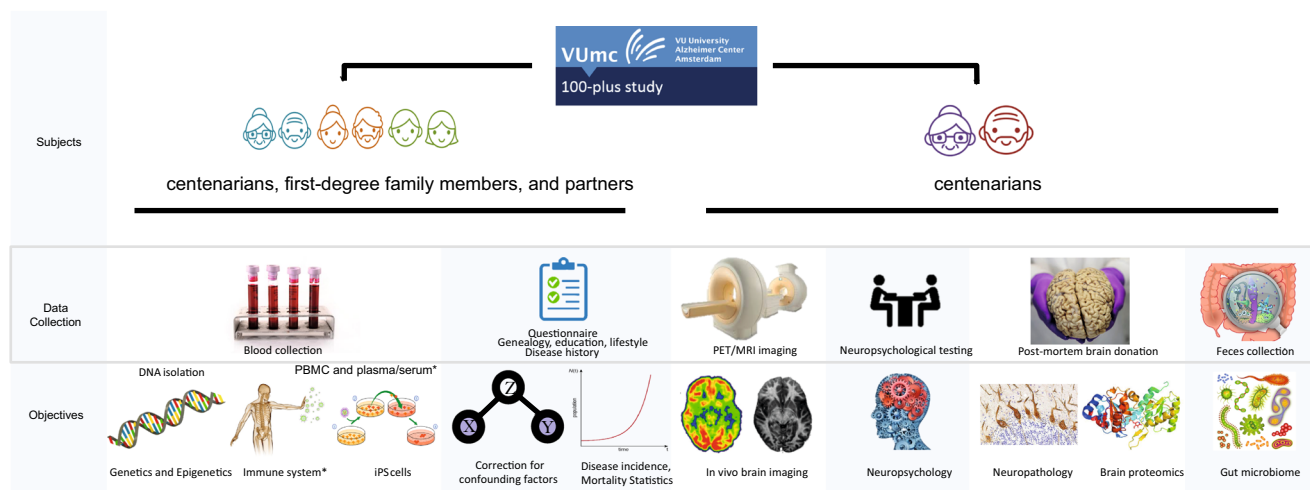 VUmc
VU University
Alzheimer Center
Amsterdam
100-plus study
Subjects
centenarians, first-degree family members, and partners
centenarians
Data
Collection
Blood collection
Questionnaire
Genealogy, education, lifestyle
Disease history
PET/MRI imaging
Neuropsychological testing
Post-mortem brain donation
Feces collection
Objectives
DNA isolation
PBMC and plasma/serum*
Z
X
Y
N(t)
population
time
t
Genetics and Epigenetics
Immune system*
iPScells
Correction for
confounding factors
Disease incidence,
Mortality Statistics
In vivo brain imaging
Neuropsychology
Neuropathology
Brain proteomics
Gut microbiome